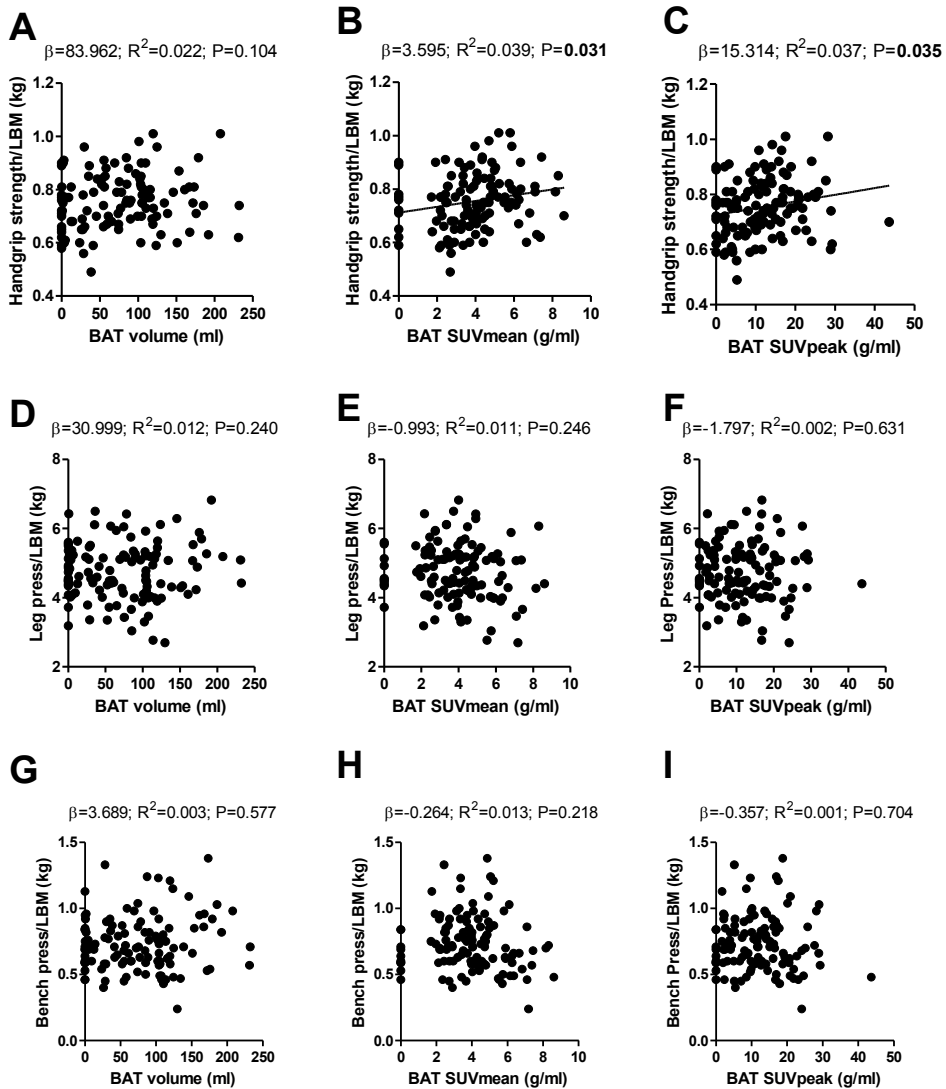 A
β=83.962; R²=0.022; P=0.104
Handgrip strength/LBM (kg)
1.2
1.0
0.8
0.6
0.4
0 50 100 150 200 250
BAT volume (ml)
B
β=3.595; R²=0.039; P=0.031
Handgrip strength/LBM (kg)
1.2
1.0
0.8
0.6
0.4
0 2 4 6 8 10
BAT SUVmean (g/ml)
C
β=15.314; R²=0.037; P=0.035
Handgrip strength/LBM (kg)
1.2
1.0
0.8
0.6
0.4
0 10 20 30 40 50
BAT SUVpeak (g/ml)
D
β=30.999; R²=0.012; P=0.240
Leg press/LBM (kg)
8
6
4
2
0 50 100 150 200 250
BAT volume (ml)
E
β=-0.993; R²=0.011; P=0.246
Leg press/LBM (kg)
8
6
4
2
0 2 4 6 8 10
BAT SUVmean (g/ml)
F
β=-1.797; R²=0.002; P=0.631
Leg Press/LBM (kg)
8
6
4
2
0 10 20 30 40 50
BAT SUVpeak (g/ml)
G
β=3.689; R²=0.003; P=0.577
Bench press/LBM (kg)
1.5
1.0
0.5
0.0
0 50 100 150 200 250
BAT volume (ml)
H
β=-0.264; R²=0.013; P=0.218
Bench press/LBM (kg)
1.5
1.0
0.5
0.0
0 2 4 6 8 10
BAT SUVmean (g/ml)
I
β=-0.357; R²=0.001; P=0.704
Bench Press/LBM (kg)
1.5
1.0
0.5
0.0
0 10 20 30 40 50
BAT SUVpeak (g/ml)